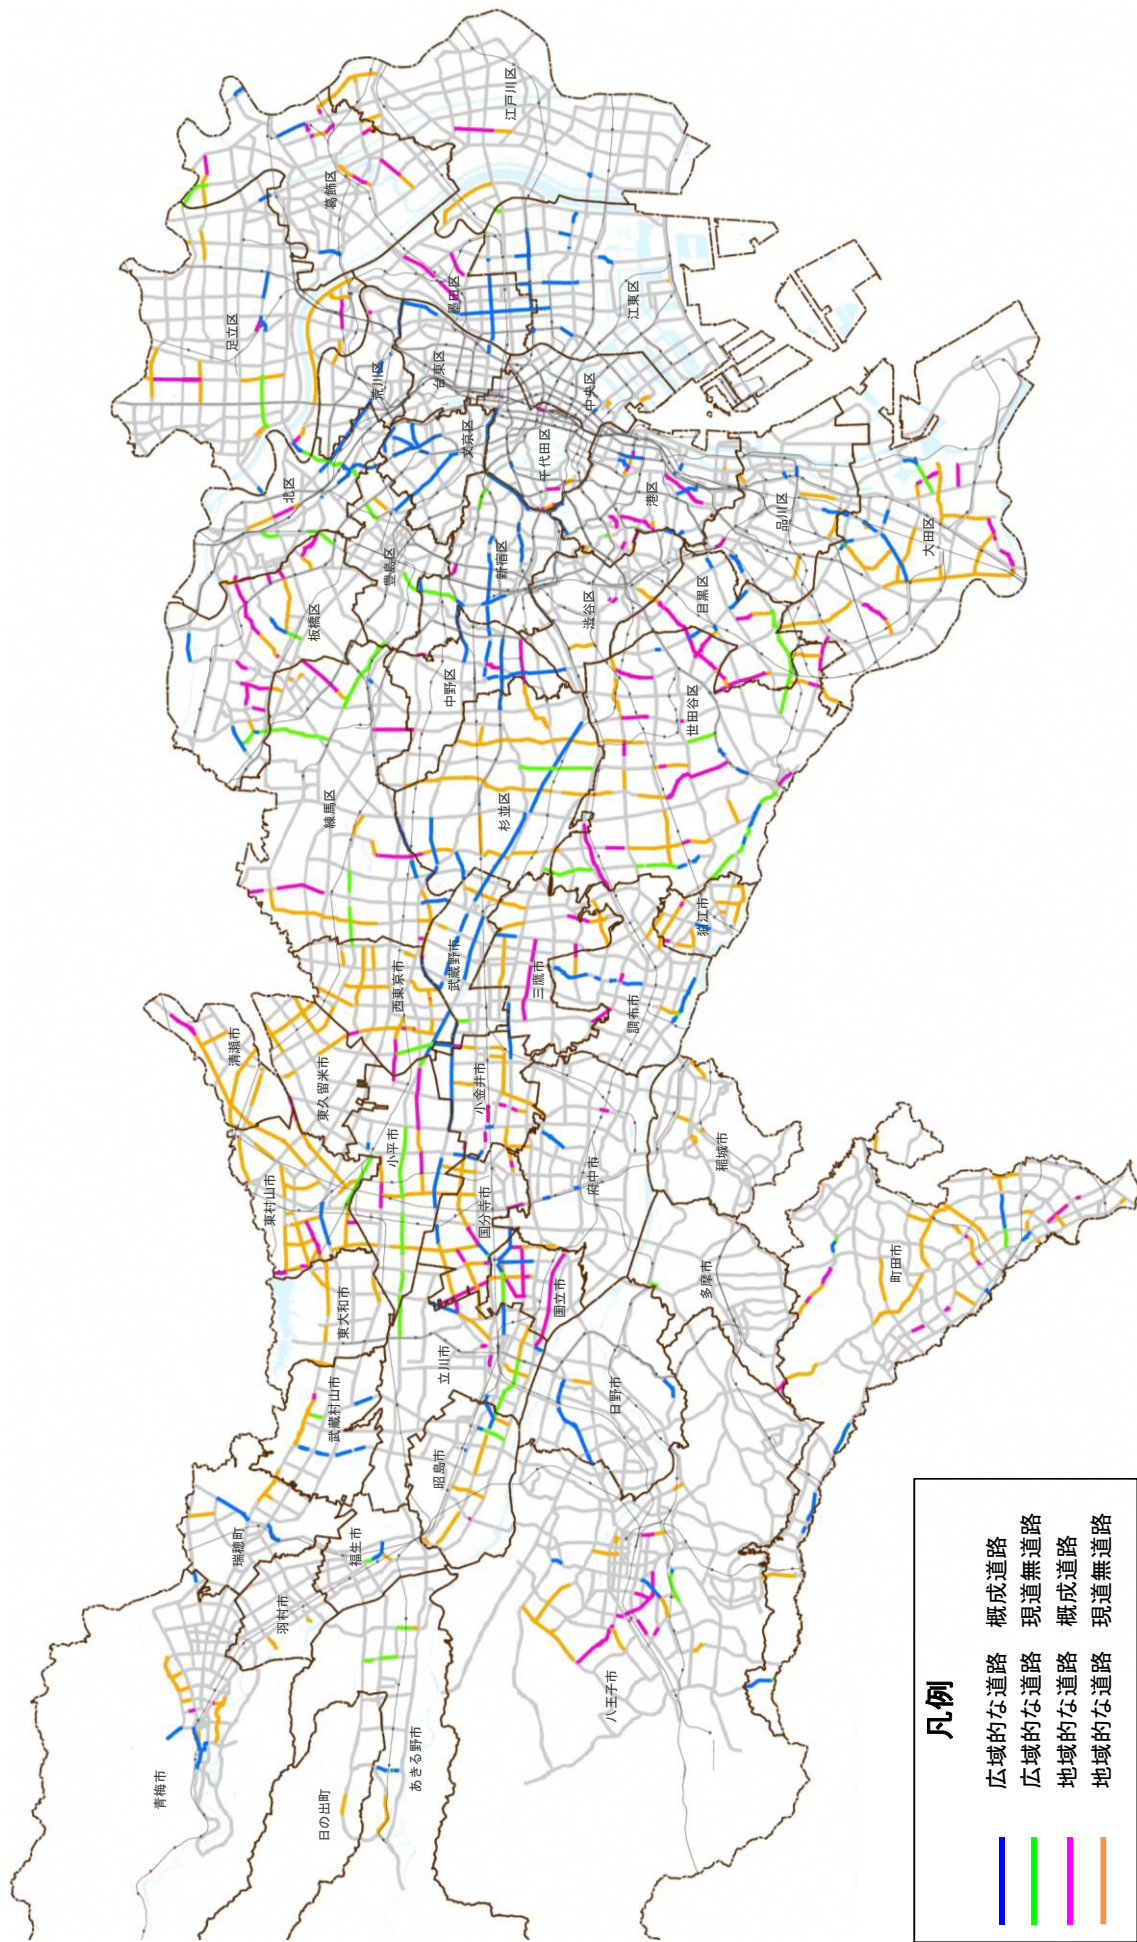 江戸川区
葛飾区
足立区
墨田区
江東区
荒川区
台東区
中央区
文京区
千代田区
北区
港区
品川区
大田区
豊島区
新宿区
板橋区
渋谷区
目黒区
中野区
世田谷区
練馬区
杉並区
狛江市
武蔵野市
三鷹市
西東京市
調布市
清瀬市
東久留米市
小金井市
小平市
府中市
稲城市
東村山市
国分寺市
国立市
多摩市
町田市
東大和市
立川市
武蔵村山市
日野市
昭島市
瑞穂町
福生市
羽村市
八王子市
青梅市
日の出町
あきる野市
凡例
広域的な道路 概成道路
広域的な道路 現道無道路
地域的な道路 概成道路
地域的な道路 現道無道路